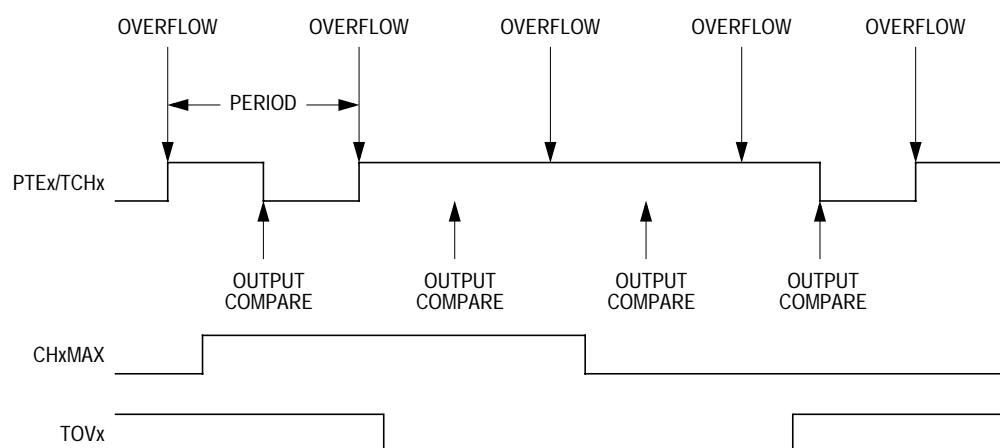 OVERFLOW OVERFLOW OVERFLOW OVERFLOW OVERFLOW
PERIOD
PTEx/TCHx
OUTPUT COMPARE
OUTPUT COMPARE
OUTPUT COMPARE
OUTPUT COMPARE
CHxMAX
TOVx